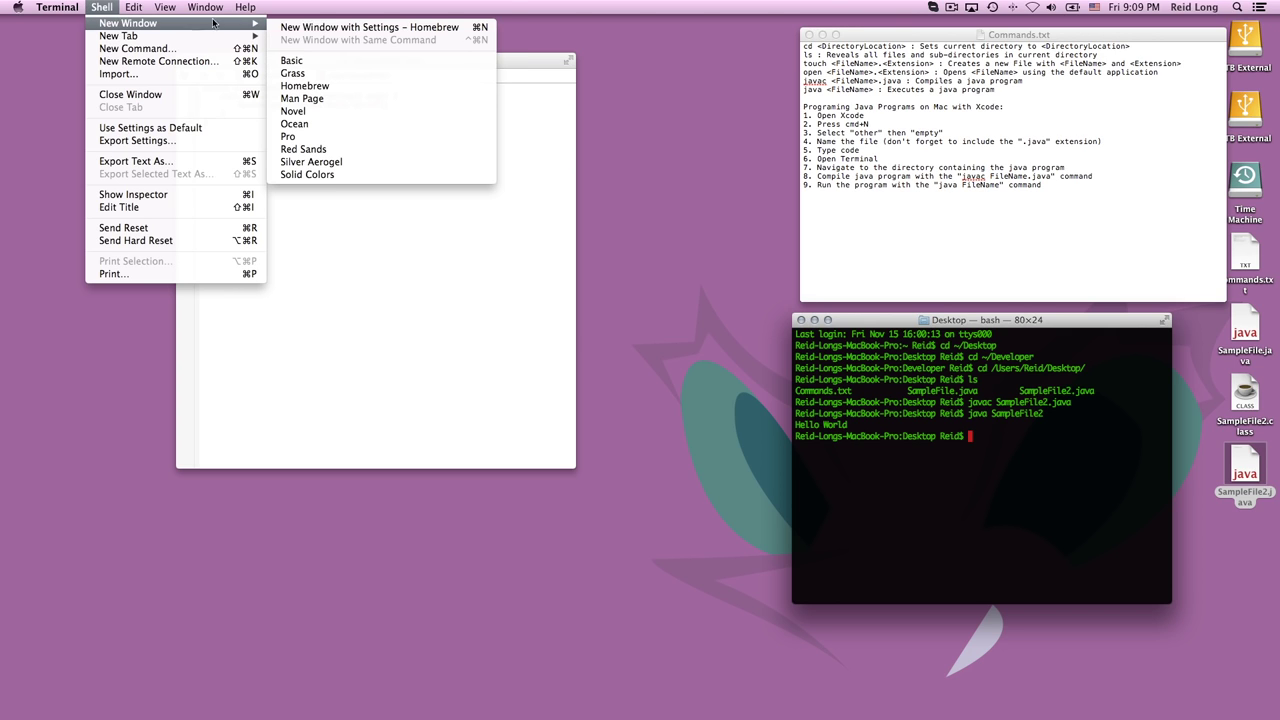 Terminal Shell Edit View Window Help
Fri 9:09 PM Reid Long
New Window
New Tab
New Command... ⇧⌘N
New Remote Connection... ⇧⌘K
Import... ⌘O
Close Window ⌘W
Close Tab
Use Settings as Default
Export Settings...
Export Text As... ⌘S
Export Selected Text As... ⇧⌘S
Show Inspector ⌘I
Edit Title ⇧⌘I
Send Reset ⌘R
Send Hard Reset ⌥⌘R
Print Selection... ⌥⌘P
Print... ⌘P
New Window with Settings – Homebrew ⌘N
New Window with Same Command ^⌘N
Basic
Grass
Homebrew
Man Page
Novel
Ocean
Pro
Red Sands
Silver Aerogel
Solid Colors
Commands.txt
cd <DirectoryLocation> : Sets current directory to <DirectoryLocation>
ls : Reveals all files and sub-directories in current directory
touch <FileName>.<Extension> : Creates a new File with <FileName> and <Extension>
open <FileName>.<Extension> : Opens <FileName> using the default application
javac <FileName>.java : Compiles a java program
java <FileName> : Executes a java program
Programing Java Programs on Mac with Xcode:
1. Open Xcode
2. Press cmd+N
3. Select "other" then "empty"
4. Name the file (don't forget to include the ".java" extension)
5. Type code
6. Open Terminal
7. Navigate to the directory containing the java program
8. Compile java program with the "javac FileName.java" command
9. Run the program with the "java FileName" command
Desktop — bash — 80×24
Last login: Fri Nov 15 16:00:13 on ttys000
Reid-Longs-MacBook-Pro:~ Reid$ cd ~/Desktop
Reid-Longs-MacBook-Pro:Desktop Reid$ cd ~/Developer
Reid-Longs-MacBook-Pro:Developer Reid$ cd /Users/Reid/Desktop/
Reid-Longs-MacBook-Pro:Desktop Reid$ ls
Commands.txt SampleFile.java SampleFile2.java
Reid-Longs-MacBook-Pro:Desktop Reid$ javac SampleFile2.java
Reid-Longs-MacBook-Pro:Desktop Reid$ java SampleFile2
Hello World
Reid-Longs-MacBook-Pro:Desktop Reid$
TB External
TB External
Time
Machine
TXT
mmands.tx
t
java
SampleFile.ja
va
CLASS
SampleFile2.c
lass
java
SampleFile2.j
ava